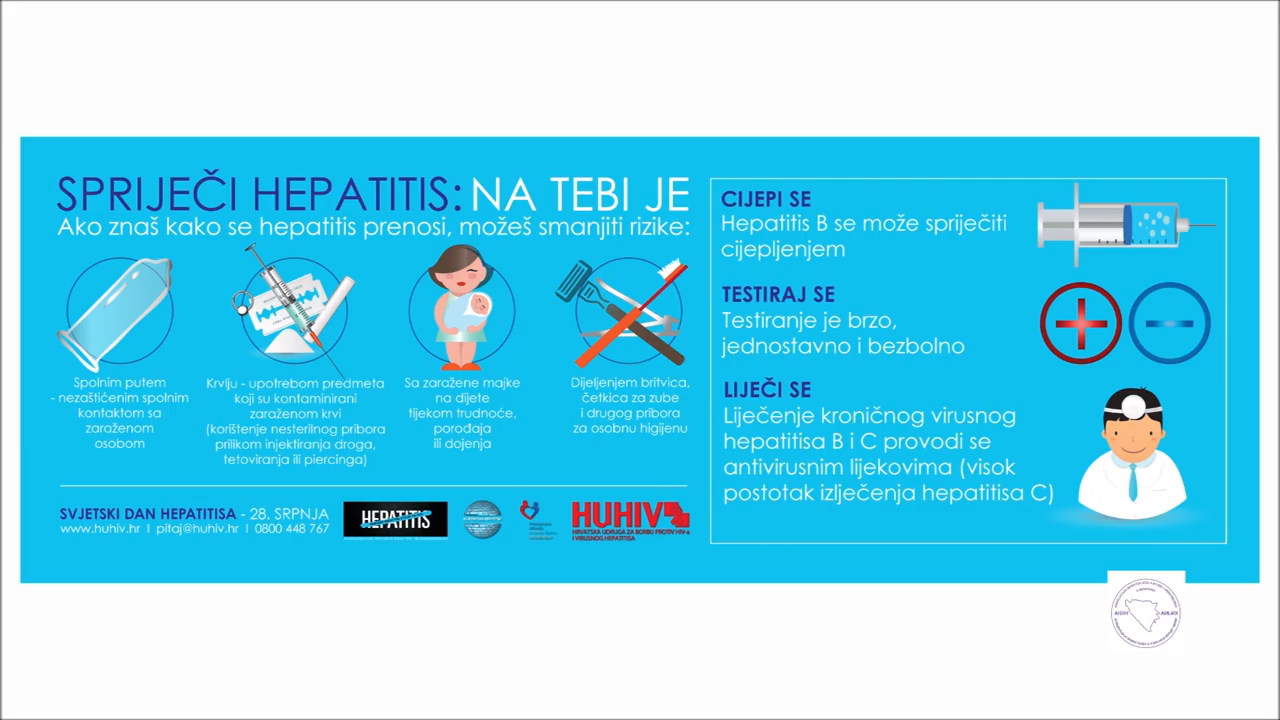 SPRIJEČI HEPATITIS: NA TEBI JE
Ako znaš kako se hepatitis prenosi, možeš smanjiti rizike:
Spolnim putem
- nezaštićenim spolnim
kontaktom sa
zaraženom
osobom
Krvlju - upotrebom predmeta
koji su kontaminirani
zaraženom krvi
(korištenje nesterilnog pribora
prilikom injektiranja droga,
tetoviranja ili piercinga)
Sa zaražene majke
na dijete
tijekom trudnoće,
porođaja
ili dojenja
Dijeljenjem britvica,
četkica za zube
i drugog pribora
za osobnu higijenu
SVJETSKI DAN HEPATITISA - 28. SRPNJA
www.huhiv.hr | pitaj@huhiv.hr | 0800 448 767
HEPATITIS
HUHIV
HRVATSKA UDRUGA ZA BORBU PROTIV HIV-a
I VIRUSNOG HEPATITISA
CIJEPI SE
Hepatitis B se može spriječiti
cijepljenjem
TESTIRAJ SE
Testiranje je brzo,
jednostavno i bezbolno
LIJEČI SE
Liječenje kroničnog virusnog
hepatitisa B i C provodi se
antivirusnim lijekovima (visok
postotak izlječenja hepatitisa C)